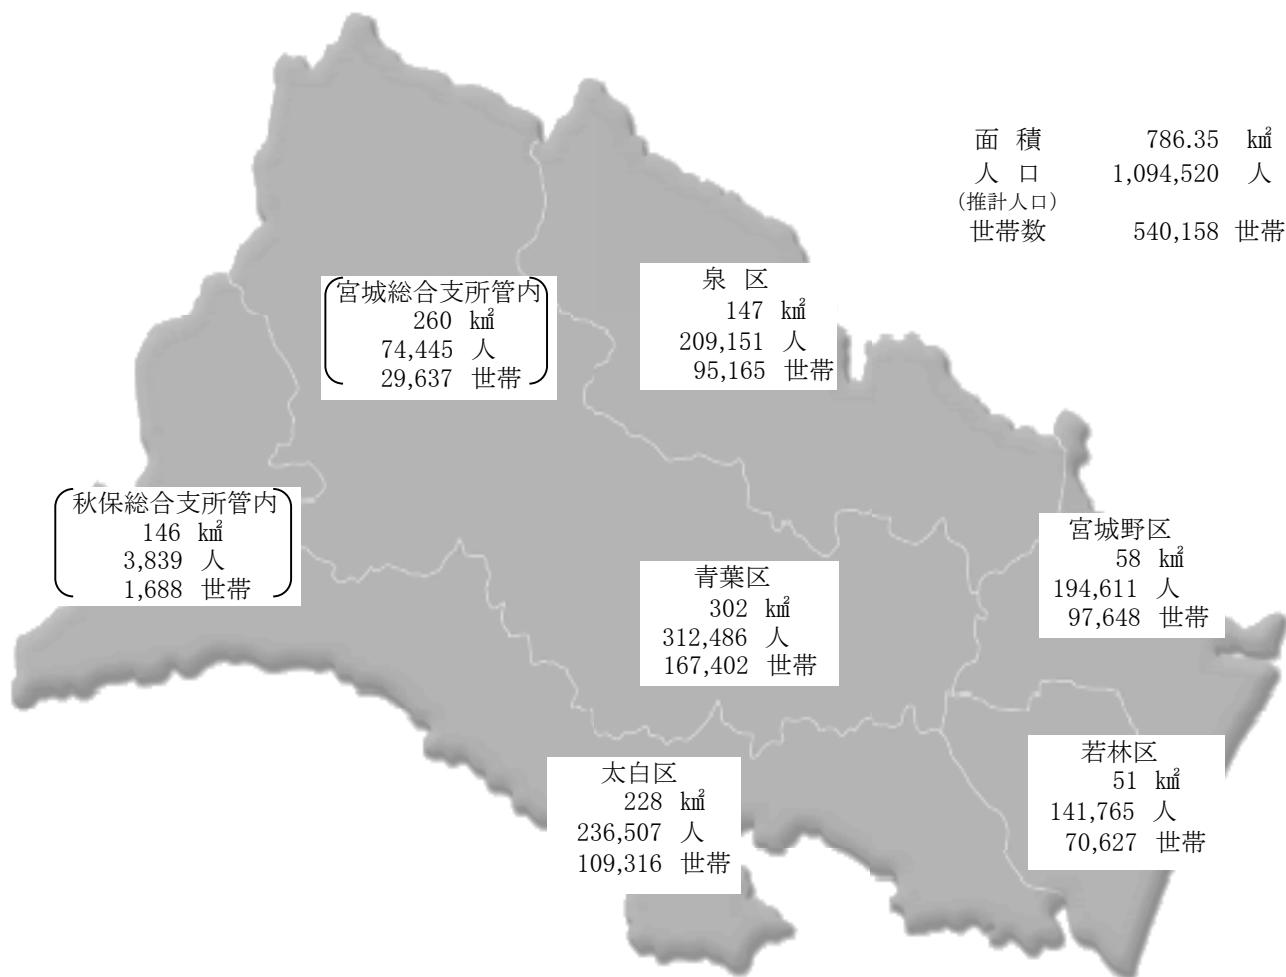 面 積 786.35 ㎢
人 口 1,094,520 人
(推計人口)
世帯数 540,158 世帯
宮城総合支所管内
260 ㎢
74,445 人
29,637 世帯
泉 区
147 ㎢
209,151 人
95,165 世帯
秋保総合支所管内
146 ㎢
3,839 人
1,688 世帯
青葉区
302 ㎢
312,486 人
167,402 世帯
宮城野区
58 ㎢
194,611 人
97,648 世帯
太白区
228 ㎢
236,507 人
109,316 世帯
若林区
51 ㎢
141,765 人
70,627 世帯